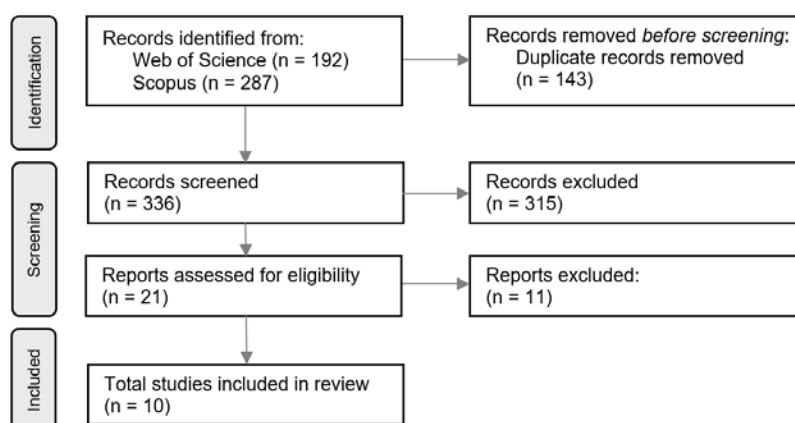 Identification
Records identified from:
Web of Science (n = 192)
Scopus (n = 287)
Records removed before screening:
Duplicate records removed
(n = 143)
Screening
Records screened
(n = 336)
Records excluded
(n = 315)
Reports assessed for eligibility
(n = 21)
Reports excluded:
(n = 11)
Included
Total studies included in review
(n = 10)